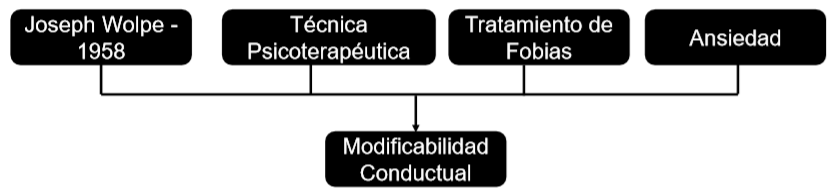 Joseph Wolpe -
1958
Técnica
Psicoterapéutica
Tratamiento de
Fobias
Ansiedad
Modificabilidad
Conductual